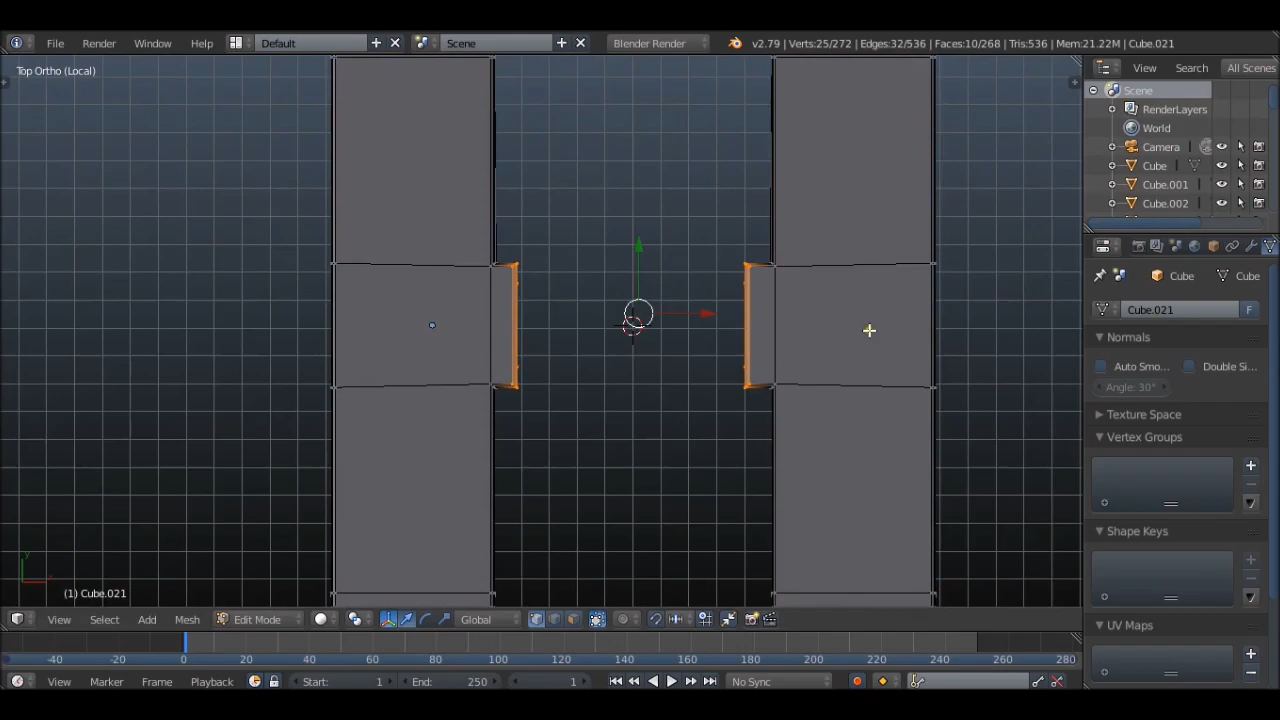 File Render Window Help Default Scene Blender Render v2.79 | Verts:25/272 | Edges:32/536 | Faces:10/268 | Tris:536 | Mem:21.22M | Cube.021
Top Ortho (Local)
View Search All Scenes
Scene
RenderLayers
World
Camera
Cube
Cube.001
Cube.002
Cube Cube
Cube.021 F
Normals
Auto Smo... Double Si...
Angle: 30°
Texture Space
Vertex Groups
Shape Keys
UV Maps
y
x
(1) Cube.021
View Select Add Mesh Edit Mode Global
-40 -20 0 20 40 60 80 100 120 140 160 180 200 220 240 260 280
View Marker Frame Playback Start: 1 End: 250 1 No Sync